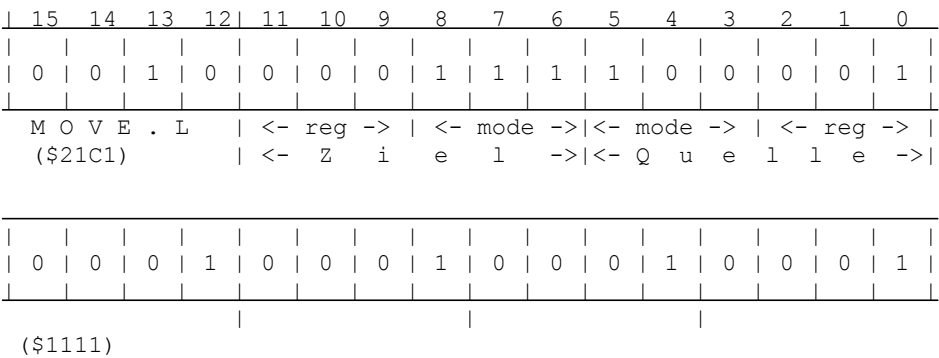 | 15 14 13 12| 11 10 9 8 7 6 5 4 3 2 1 0
| 0 | 0 | 1 | 0 | 0 | 0 | 0 | 1 | 1 | 1 | 1 | 0 | 0 | 0 | 0 | 1 |
M O V E . L | <- reg -> | <- mode ->|<- mode -> | <- reg -> |
($21C1) | <- Z i e l ->|<- Q u e l l e ->|
| 0 | 0 | 0 | 1 | 0 | 0 | 0 | 1 | 0 | 0 | 0 | 1 | 0 | 0 | 0 | 1 |
($1111)